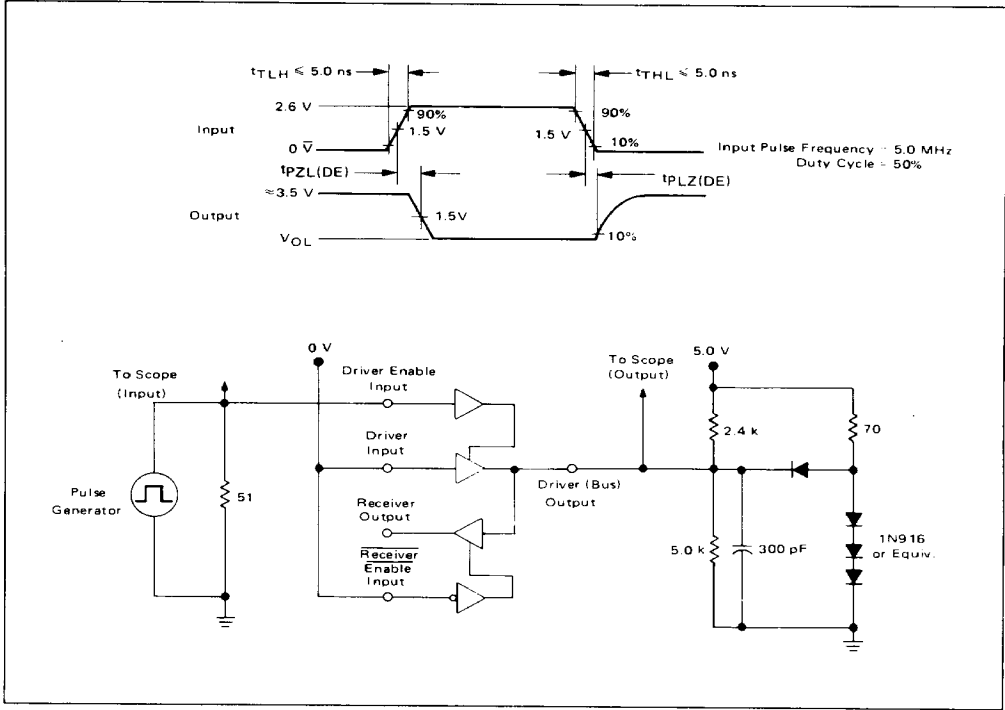 tTLH ≤ 5.0 ns
tTHL ≤ 5.0 ns
2.6 V
90%
90%
Input
1.5 V
1.5 V
0 V
10%
Input Pulse Frequency = 5.0 MHz
Duty Cycle = 50%
tPZL(DE)
tPLZ(DE)
≈3.5 V
Output
1.5V
VOL
10%
0 V
To Scope
(Input)
Driver Enable
Input
To Scope
(Output)
5.0 V
2.4 k
70
Driver
Input
Pulse
Generator
51
Driver (Bus)
Output
Receiver
Output
Receiver
Enable
Input
5.0 k
300 pF
1N916
or Equiv.